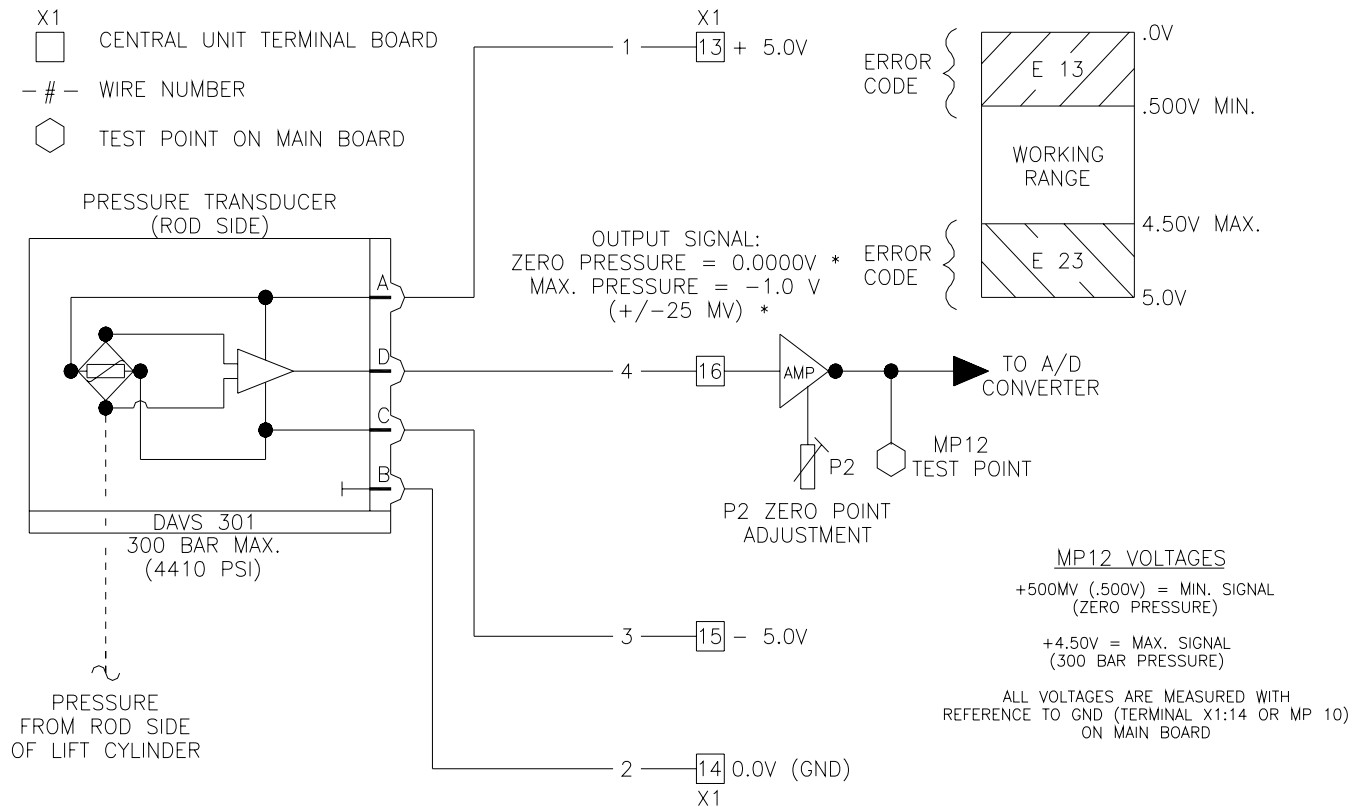 X1
CENTRAL UNIT TERMINAL BOARD
-#- WIRE NUMBER
TEST POINT ON MAIN BOARD
PRESSURE TRANSDUCER
(ROD SIDE)
A
D
C
B
DAVS 301
300 BAR MAX.
(4410 PSI)
PRESSURE
FROM ROD SIDE
OF LIFT CYLINDER
X1
1 13 + 5.0V
OUTPUT SIGNAL:
ZERO PRESSURE = 0.0000V *
MAX. PRESSURE = -1.0 V
(+/-25 MV) *
4 16
AMP
TO A/D
CONVERTER
P2
MP12
TEST POINT
P2 ZERO POINT
ADJUSTMENT
3 15 - 5.0V
2 14 0.0V (GND)
X1
ERROR
CODE
E 13
.0V
.500V MIN.
WORKING
RANGE
4.50V MAX.
ERROR
CODE
E 23
5.0V
MP12 VOLTAGES
+500MV (.500V) = MIN. SIGNAL
(ZERO PRESSURE)
+4.50V = MAX. SIGNAL
(300 BAR PRESSURE)
ALL VOLTAGES ARE MEASURED WITH
REFERENCE TO GND (TERMINAL X1:14 OR MP 10)
ON MAIN BOARD